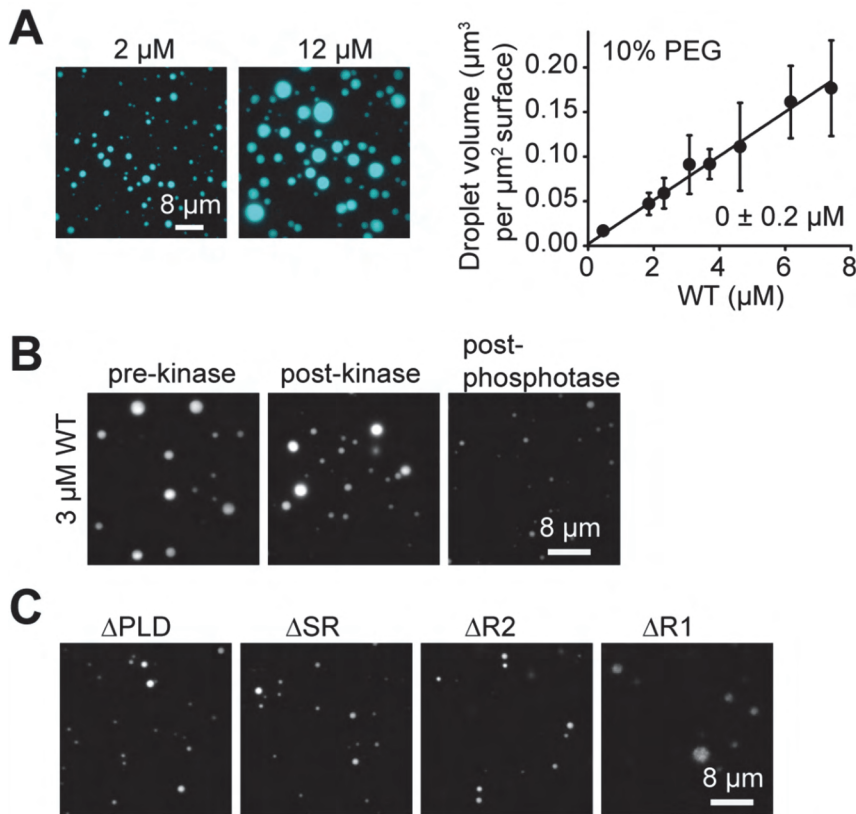 A
2 µM
12 µM
8 µm
Droplet volume (µm³
per µm² surface)
10% PEG
0.20
0.15
0.10
0.05
0.00
0 ± 0.2 µM
0
2
4
6
8
WT (µM)
B
pre-kinase
post-kinase
post-
phosphotase
3 µM WT
8 µm
C
ΔPLD
ΔSR
ΔR2
ΔR1
8 µm